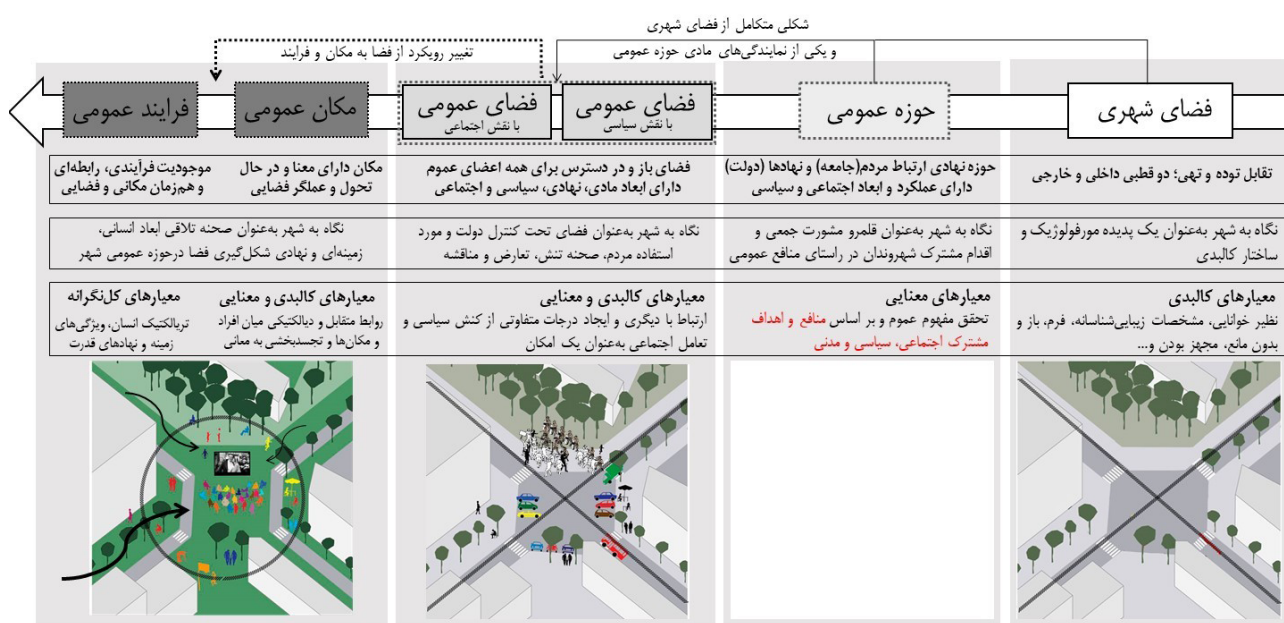 شکلی متکامل از فضای شهری
و یکی از نمایندگی‌های مادی حوزه عمومی
تغییر رویکرد از فضا به مکان و فرایند
فضای شهری
حوزه عمومی
فضای عمومی
با نقش سیاسی
فضای عمومی
با نقش اجتماعی
مکان عمومی
فرایند عمومی
تقابل توده و تهی؛ دو قطبی داخلی و خارجی
حوزه نهادی ارتباط مردم(جامعه) و نهادها (دولت)
دارای عملکرد و ابعاد اجتماعی و سیاسی
فضای باز و در دسترس برای همه اعضای عموم
دارای ابعاد مادی، نهادی، سیاسی و اجتماعی
مکان دارای معنا و در حال
تحول و عملگر فضایی
موجودیت فرآیندی، رابطه‌ای
و هم‌زمان مکانی و فضایی
نگاه به شهر به‌عنوان یک پدیده مورفولوژیک و
ساختار کالبدی
نگاه به شهر به‌عنوان قلمرو مشورت جمعی و
اقدام مشترک شهروندان در راستای منافع عمومی
نگاه به شهر به‌عنوان فضای تحت کنترل دولت و مورد
استفاده مردم، صحنه تنش، تعارض و مناقشه
نگاه به شهر به‌عنوان صحنه تلاقی ابعاد انسانی،
زمینه‌ای و نهادی شکل‌گیری فضا درحوزه عمومی شهر
معیارهای کالبدی
نظیر خوانایی، مشخصات زیبایی‌شناسانه، فرم، باز و
بدون مانع، مجهز بودن و...
معیارهای معنایی
تحقق مفهوم عموم و بر اساس منافع و اهداف
مشترک اجتماعی، سیاسی و مدنی
معیارهای کالبدی و معنایی
ارتباط با دیگری و ایجاد درجات متفاوتی از کنش سیاسی و
تعامل اجتماعی به‌عنوان یک امکان
معیارهای کالبدی و معنایی
روابط متقابل و دیالکتیکی میان افراد
و مکان‌ها و تجسدبخشی به معانی
معیارهای کل‌نگرانه
تریالکتیک انسان، ویژگی‌های
زمینه و نهادهای قدرت